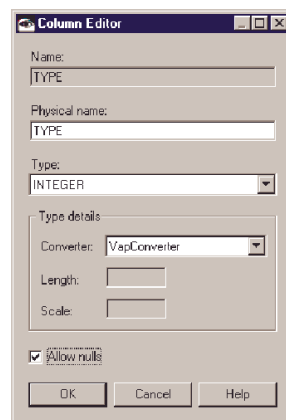 Column Editor
Name:
TYPE
Physical name:
TYPE
Type:
INTEGER
Type details
Converter: VapConverter
Length:
Scale:
Allow nulls
OK Cancel Help